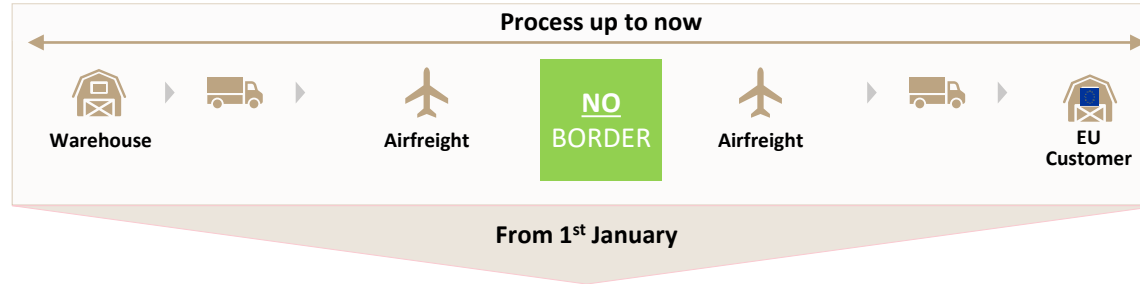 Process up to now
Warehouse
Airfreight
NO
BORDER
Airfreight
EU
Customer
From 1st January